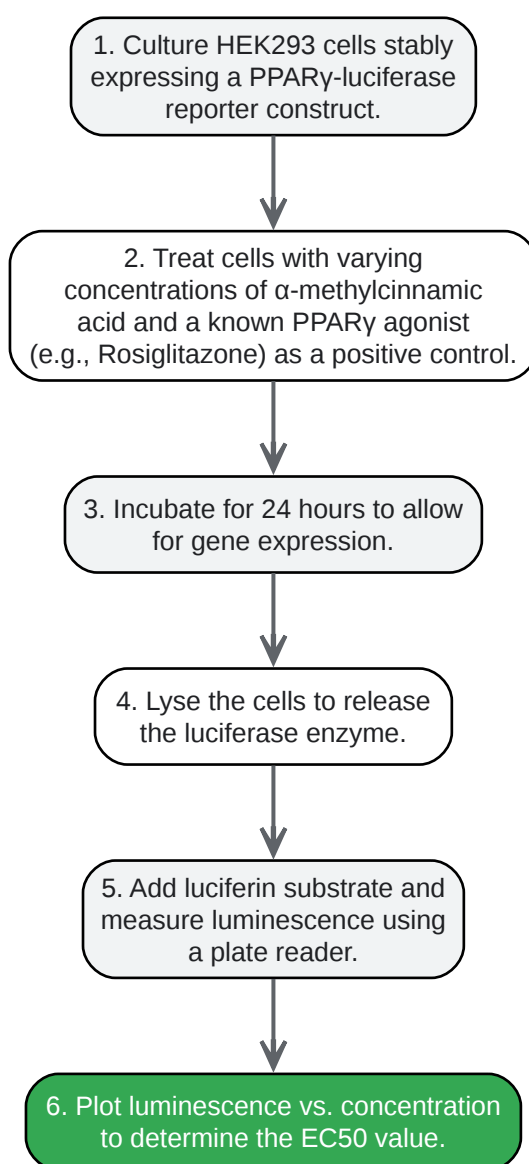 1. Culture HEK293 cells stably
expressing a PPARγ-luciferase
reporter construct.
2. Treat cells with varying
concentrations of α-methylcinnamic
acid and a known PPARγ agonist
(e.g., Rosiglitazone) as a positive control.
3. Incubate for 24 hours to allow
for gene expression.
4. Lyse the cells to release
the luciferase enzyme.
5. Add luciferin substrate and
measure luminescence using
a plate reader.
6. Plot luminescence vs. concentration
to determine the EC50 value.